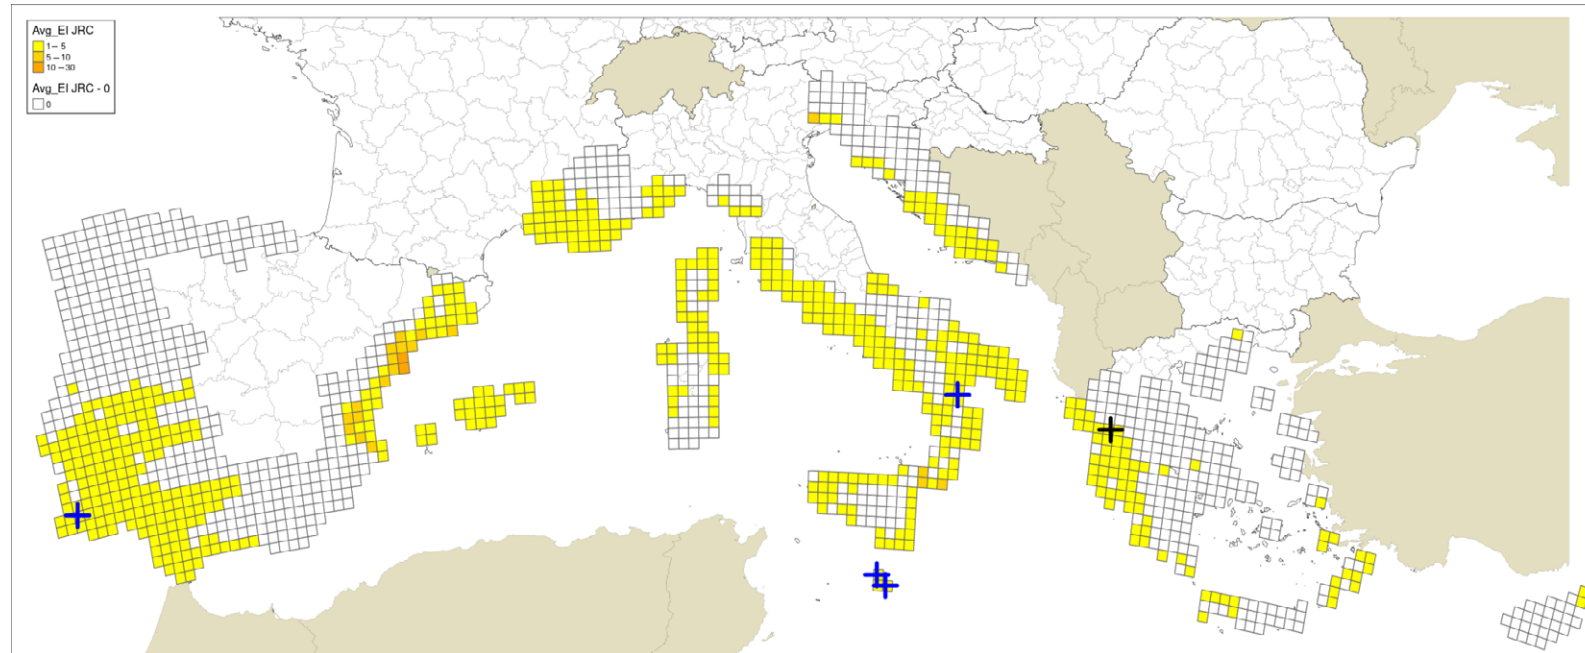 Avg_EI JRC
1 – 5
5 – 10
10 – 30
Avg_EI JRC - 0
0